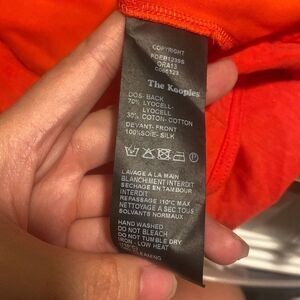 COPYRIGHT
ORA13
The Kooples
DOS- BACK
70% LYOCELL-
LYOCELL
30% COTON- COTTON
DEVANT- FRONT
100%SOIE- SILK
LAVAGE A LA MAIN
BLANCHIMENT INTERDIT
SECHAGE EN TAMBOUR
INTERDIT
REPASSAGE 110°C MAX
NETTOYAGE A SEC TOUS
SOLVANTS NORMAUX
HAND WASHED
DO NOT BLEACH
DO NOT TUMBLE DRY
IRON - LOW HEAT
CLEANING